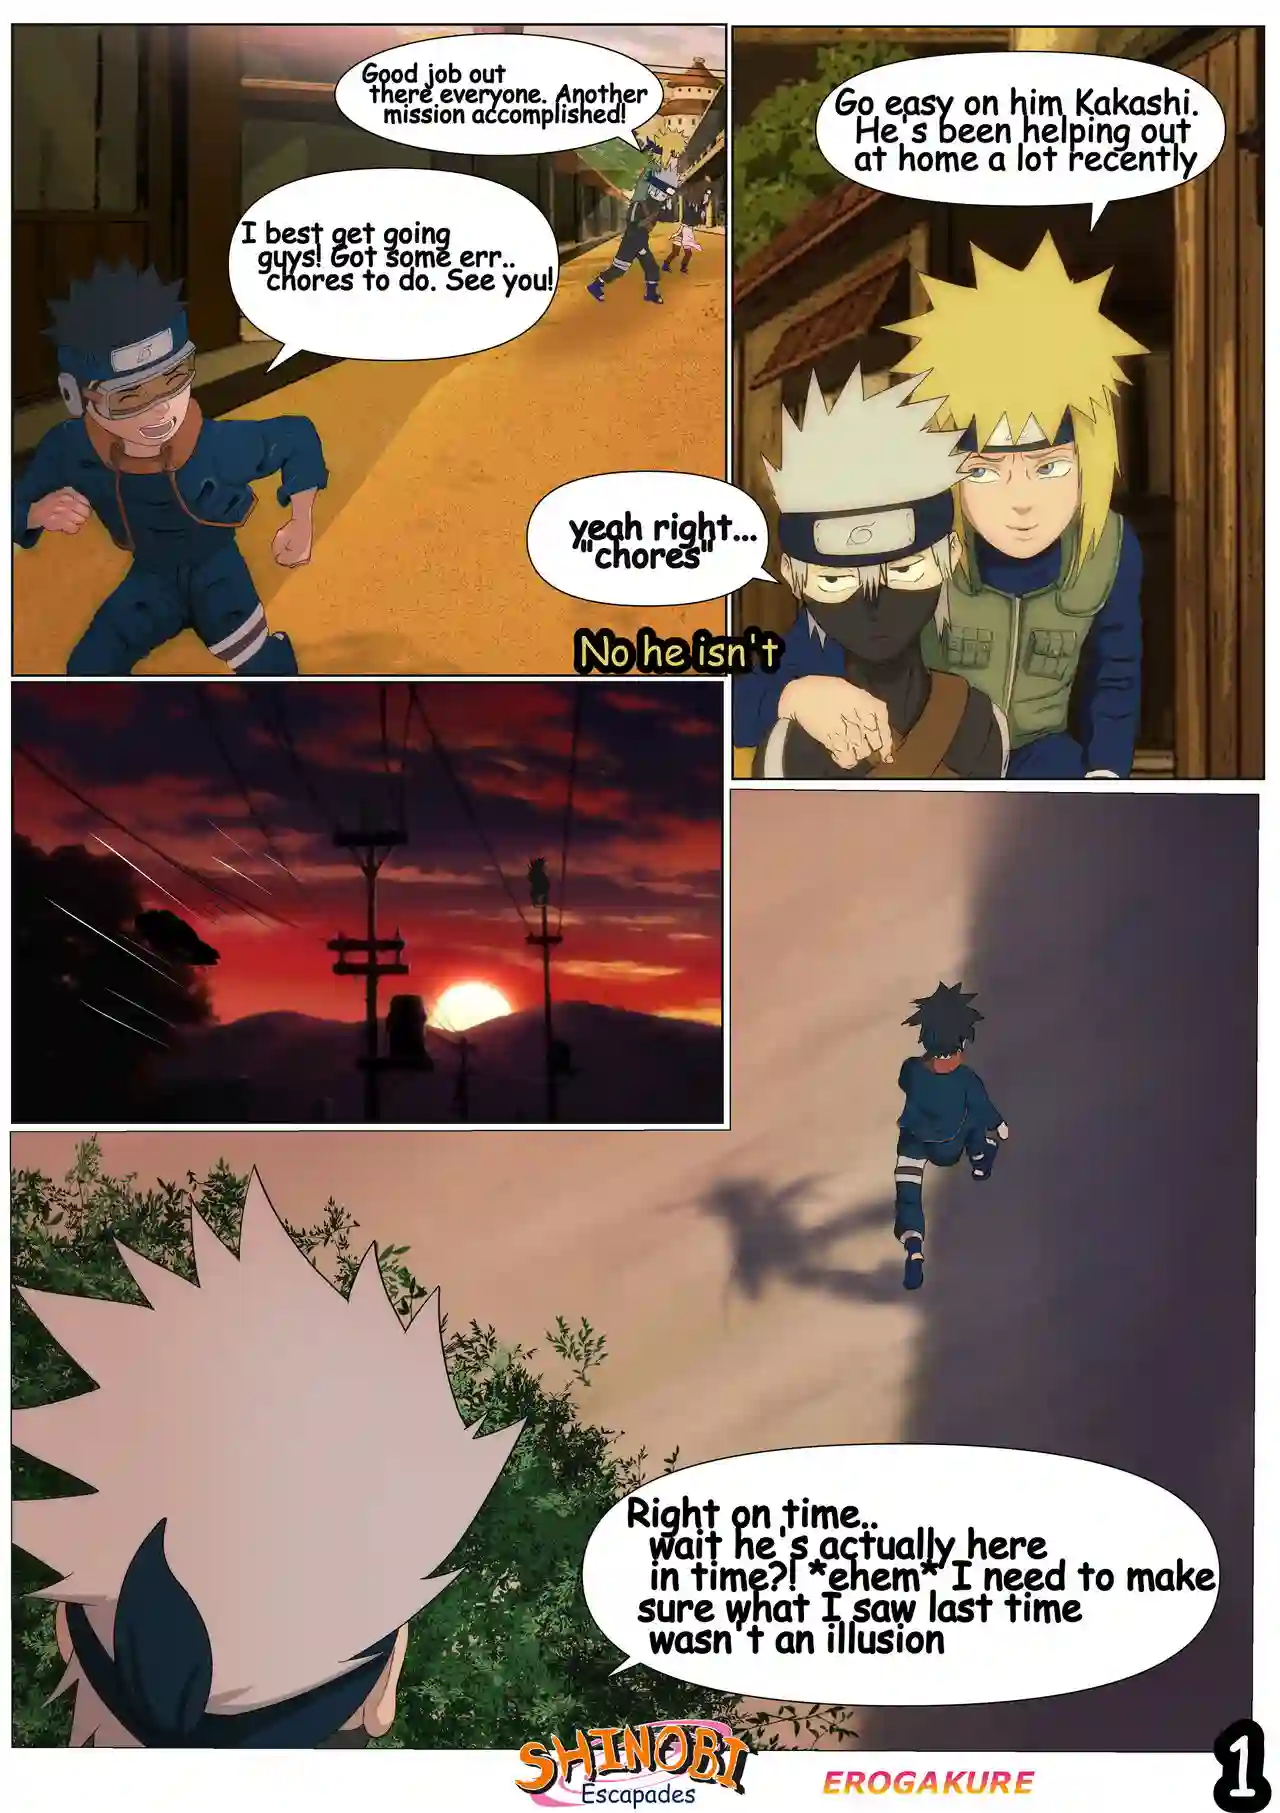 Good job out
there everyone. Another
mission accomplished!
I best get going
guys! Got some err..
chores to do. See you!
Go easy on him Kakashi.
He's been helping out
at home a lot recently
yeah right...
"chores"
No he isn't
Right on time..
wait he's actually here
in time?! *ehem* I need to make
sure what I saw last time
wasn't an illusion
SHINOBI
Escapades
EROGAKURE
1